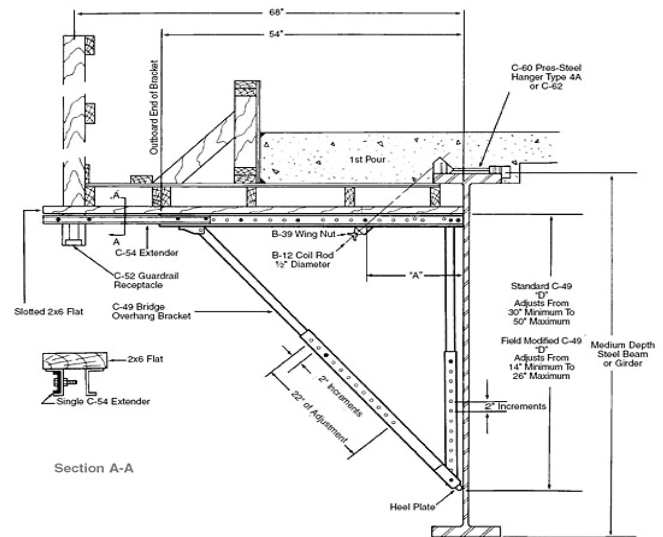 68"
54"
Outboard End of Bracket
C-60 Pres-Steel
Hanger Type 4A
or C-62
1st Pour
A
A
B-39 Wing Nut
C-54 Extender
B-12 Coil Rod
½" Diameter
"A"
C-52 Guardrail
Receptacle
Slotted 2x6 Flat
C-49 Bridge
Overhang Bracket
Standard C-49
"D"
Adjusts From
30" Minimum To
50" Maximum
Field Modified C-49
"D"
Adjusts From
14" Minimum To
26" Maximum
Medium Depth
Steel Beam
or Girder
2x6 Flat
Single C-54 Extender
2" Increments
22" of Adjustment
2" Increments
Section A-A
Heel Plate